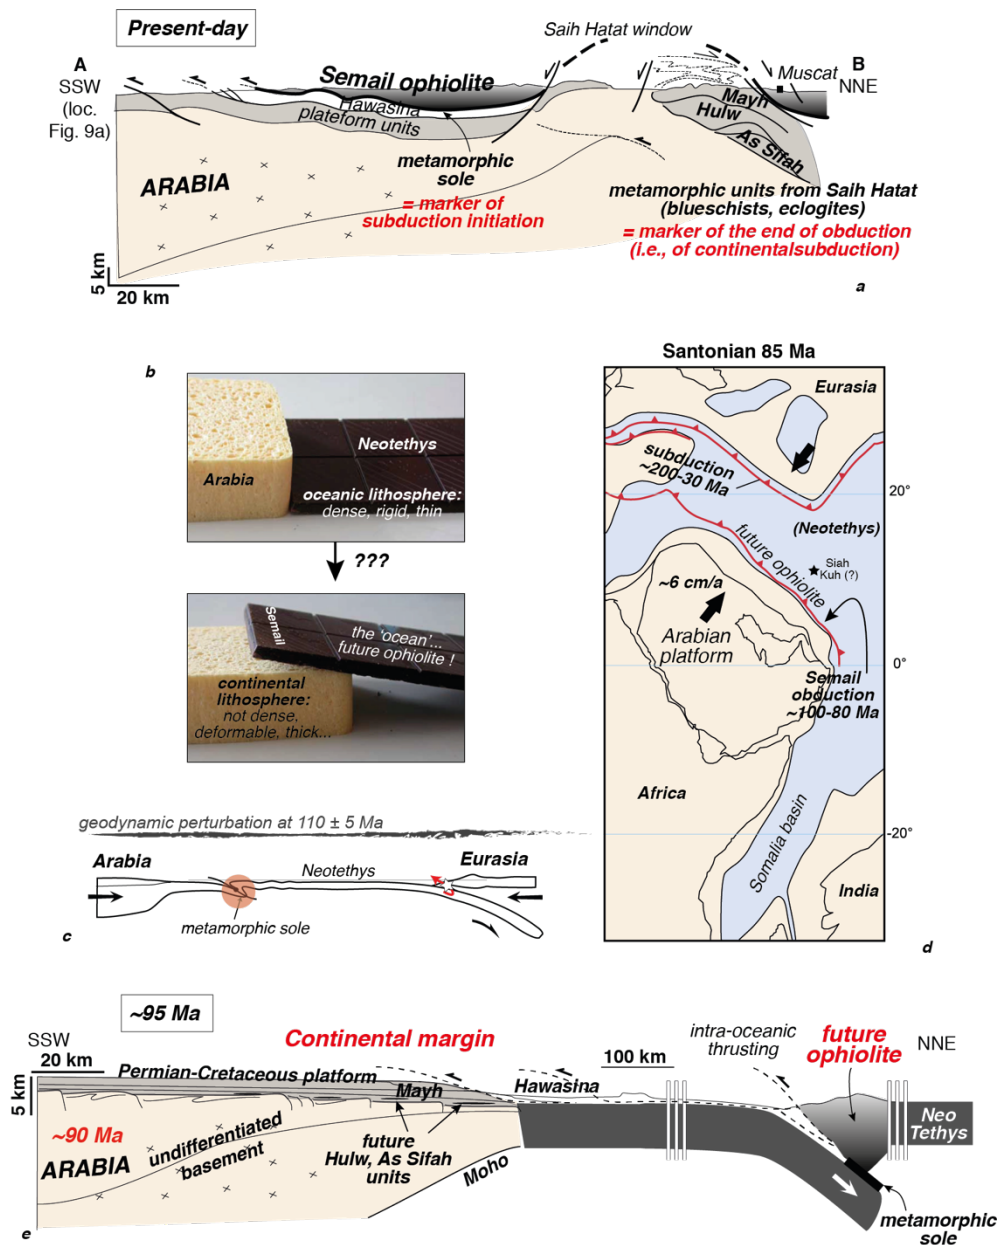 Present-day
Saih Hatat window
A
SSW
(loc.
Fig. 9a)
B
NNE
Muscat
Semail ophiolite
Hawasina
plateform units
Mayh
Hulw
As Sifah
metamorphic
sole
= marker of
subduction initiation
ARABIA
metamorphic units from Saih Hatat
(blueschists, eclogites)
= marker of the end of obduction
(i.e., of continentalsubduction)
5 km
20 km
a
b
Arabia
Neotethys
oceanic lithosphere:
dense, rigid, thin
???
Semail
the 'ocean'...
future ophiolite !
continental
lithosphere:
not dense,
deformable, thick...
Santonian 85 Ma
Eurasia
subduction
~200-30 Ma
20°
(Neotethys)
future ophiolite
Siah
Kuh (?)
~6 cm/a
Arabian
platform
0°
Semail
obduction
~100-80 Ma
Africa
Somalia basin
-20°
India
d
geodynamic perturbation at 110 ± 5 Ma
Arabia
Neotethys
Eurasia
metamorphic sole
c
~95 Ma
SSW
20 km
5 km
Continental margin
intra-oceanic
thrusting
future
ophiolite
NNE
100 km
Permian-Cretaceous platform
Mayh
Hawasina
~90 Ma
ARABIA
undifferentiated
basement
future
Hulw, As Sifah
units
Moho
Neo
Tethys
metamorphic
sole
e